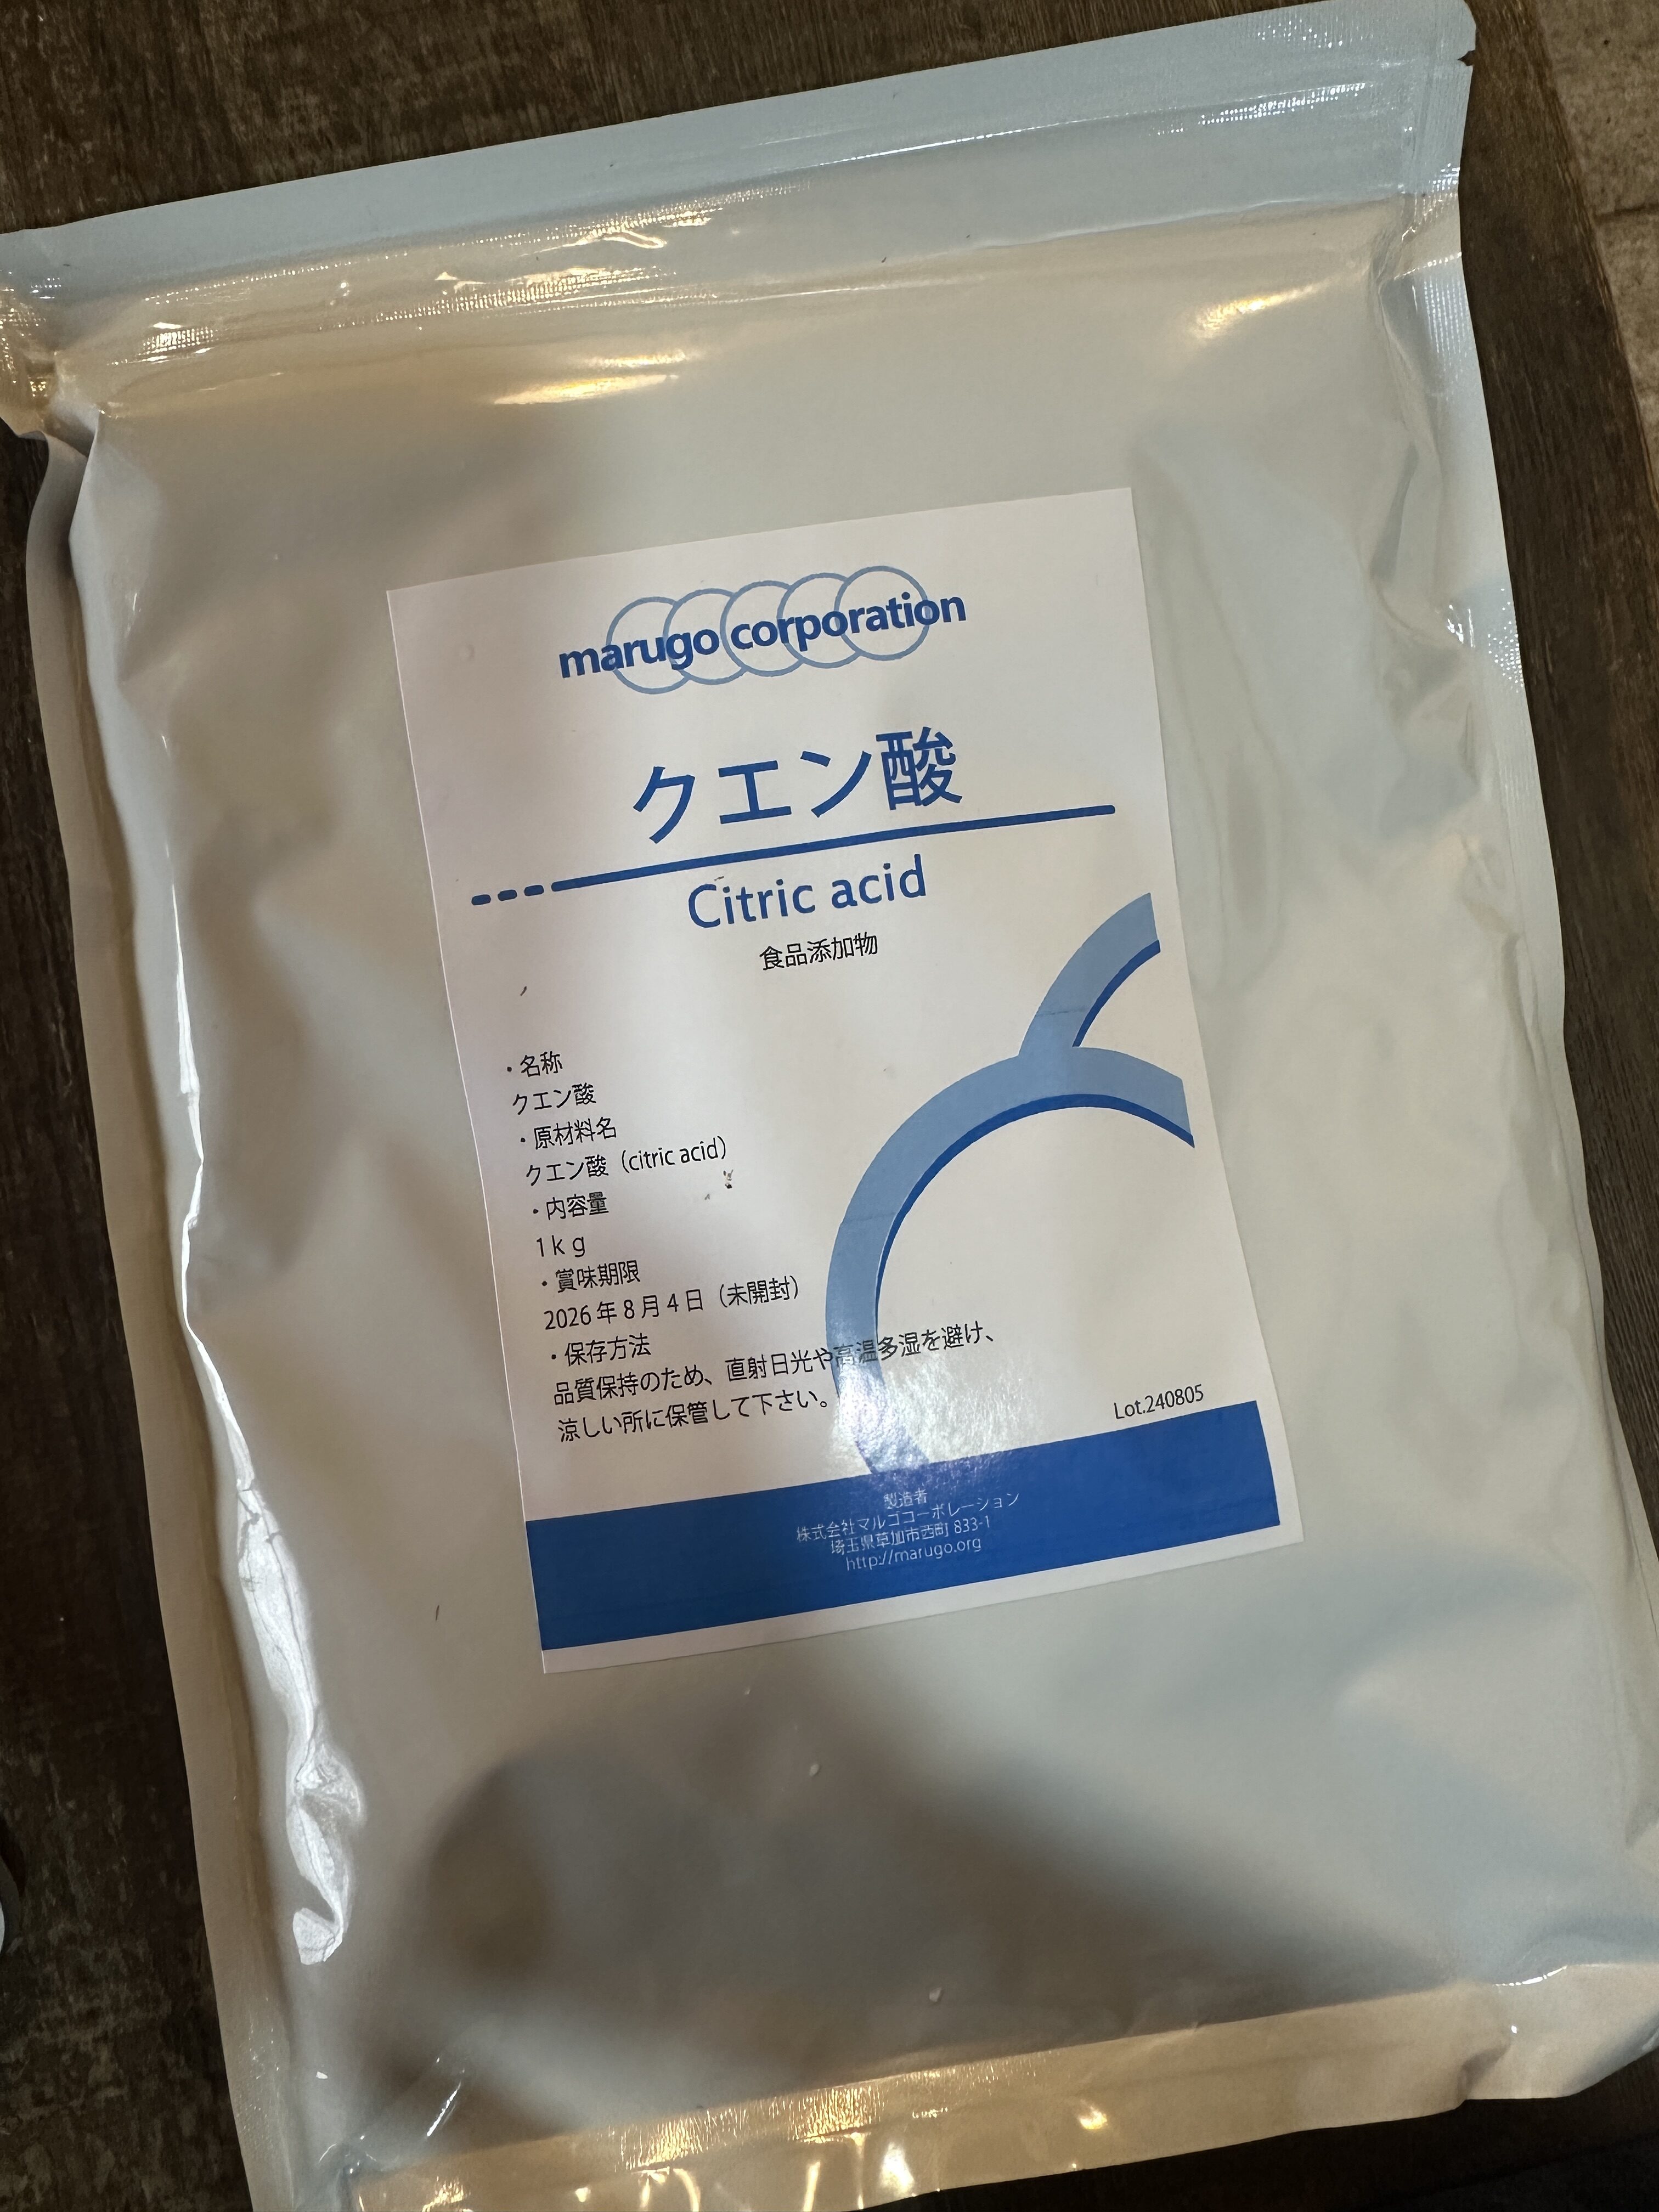 marugo corporation
クエン酸
Citric acid
食品添加物
・名称
クエン酸
・原材料名
クエン酸（citric acid）
・内容量
1ｋｇ
・賞味期限
2026年8月4日（未開封）
・保存方法
品質保持のため、直射日光や高温多湿を避け、
涼しい所に保管して下さい。
Lot.240805
製造者
株式会社マルゴコーポレーション
埼玉県草加市西町 833-1
http://marugo.org